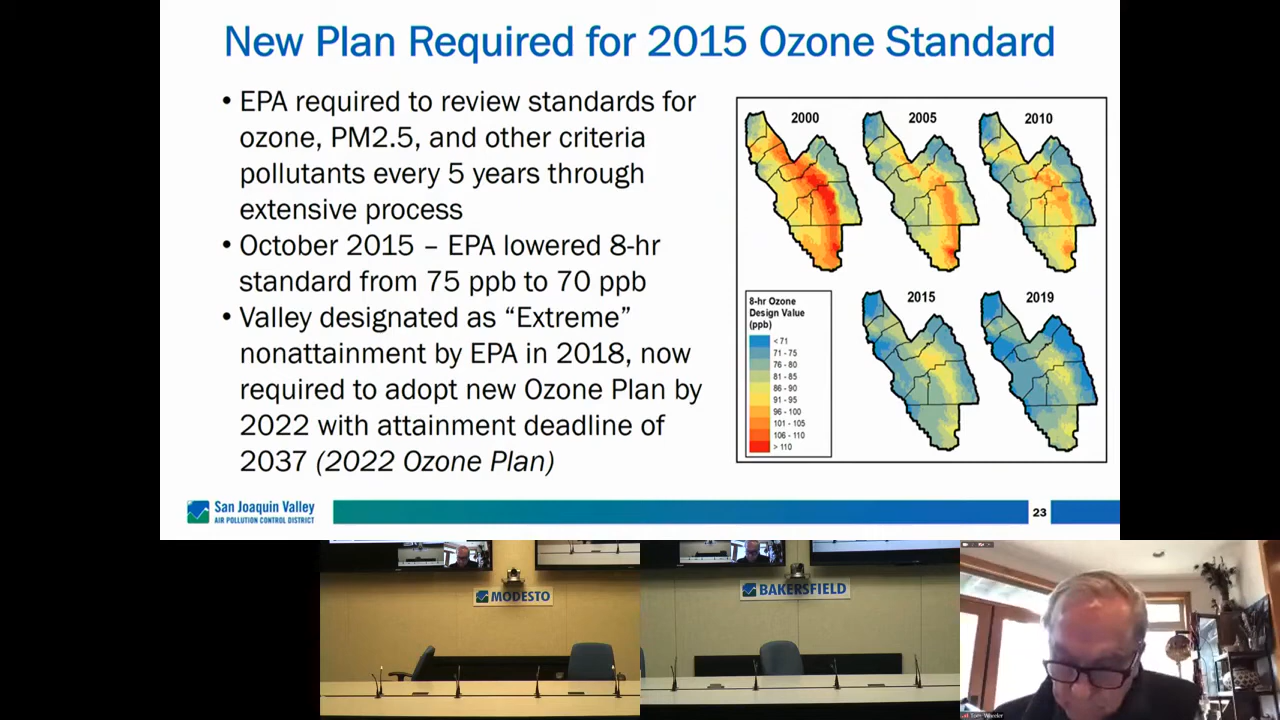 New Plan Required for 2015 Ozone Standard
• EPA required to review standards for
ozone, PM2.5, and other criteria
pollutants every 5 years through
extensive process
• October 2015 – EPA lowered 8-hr
standard from 75 ppb to 70 ppb
• Valley designated as “Extreme”
nonattainment by EPA in 2018, now
required to adopt new Ozone Plan by
2022 with attainment deadline of
2037 (2022 Ozone Plan)
2000
2005
2010
2015
2019
8-hr Ozone
Design Value
(ppb)
< 71
71 - 75
76 - 80
81 - 85
86 - 90
91 - 95
96 - 100
101 - 105
106 - 110
> 110
San Joaquin Valley
AIR POLLUTION CONTROL DISTRICT
23
MODESTO
BAKERSFIELD
Tom Wheeler